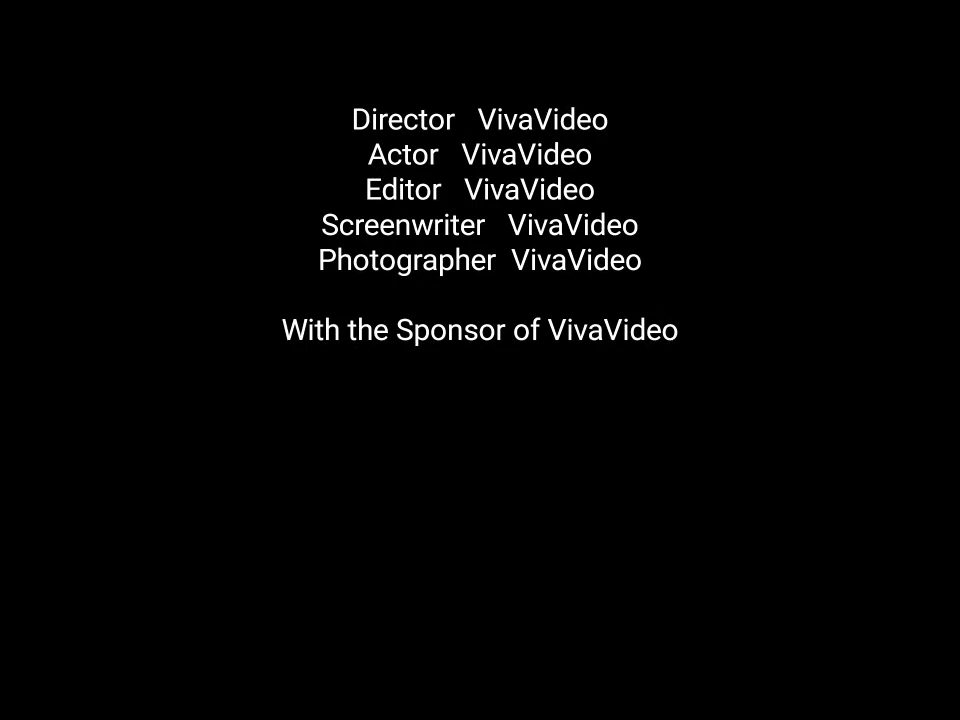 Director   VivaVideo
Actor   VivaVideo
Editor   VivaVideo
Screenwriter   VivaVideo
Photographer  VivaVideo
With the Sponsor of VivaVideo